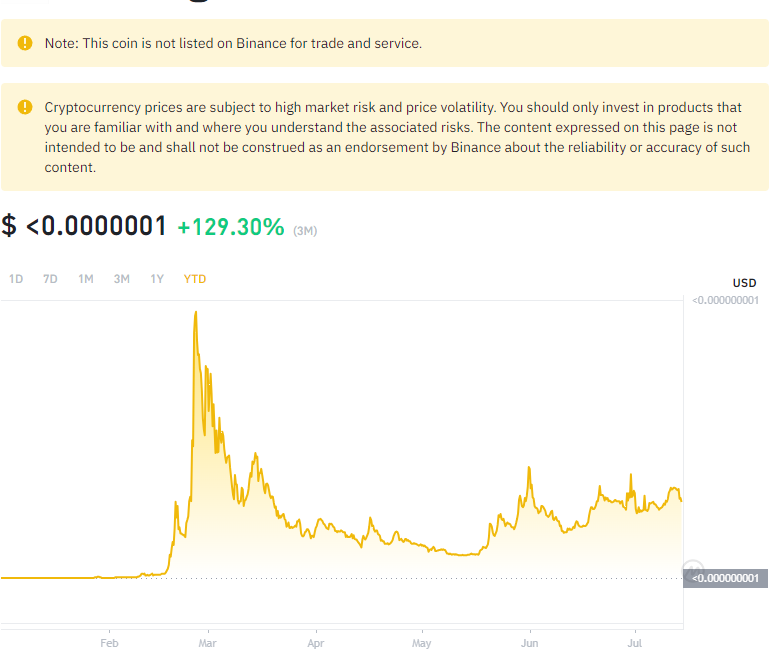 Note: This coin is not listed on Binance for trade and service.
Cryptocurrency prices are subject to high market risk and price volatility. You should only invest in products that
you are familiar with and where you understand the associated risks. The content expressed on this page is not
intended to be and shall not be construed as an endorsement by Binance about the reliability or accuracy of such
content.
$ <0.0000001 +129.30% (3M)
1D 7D 1M 3M 1Y YTD
USD
<0.000000001
<0.000000001
Feb Mar Apr May Jun Jul